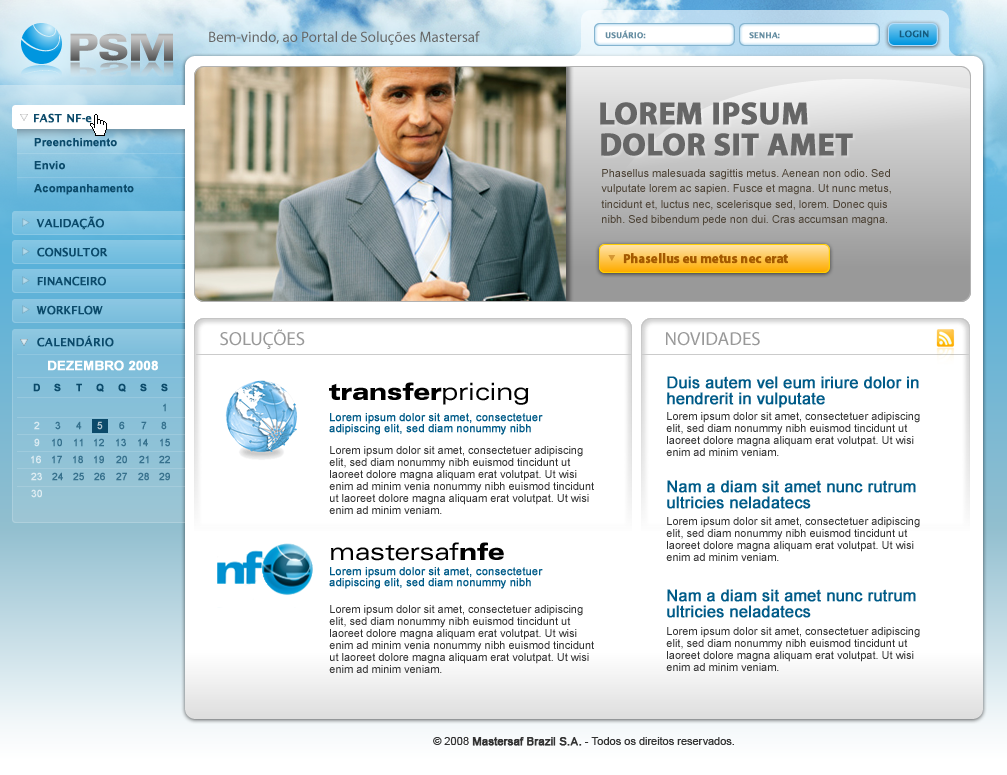 PSM
Bem-vindo, ao Portal de Soluções Mastersaf
USUÁRIO:
SENHA:
LOGIN
FAST NF-e
Preenchimento
Envio
Acompanhamento
VALIDAÇÃO
CONSULTOR
FINANCEIRO
WORKFLOW
CALENDÁRIO
DEZEMBRO 2008
D S T Q Q S S
1
2 3 4 5 6 7 8
9 10 11 12 13 14 15
16 17 18 19 20 21 22
23 24 25 26 27 28 29
30
LOREM IPSUM
DOLOR SIT AMET
Phasellus malesuada sagittis metus. Aenean non odio. Sed
vulputate lorem ac sapien. Fusce et magna. Ut nunc metus,
tincidunt et, luctus nec, scelerisque sed, lorem. Donec quis
nibh. Sed bibendum pede non dui. Cras accumsan magna.
Phasellus eu metus nec erat
SOLUÇÕES
transferpricing
Lorem ipsum dolor sit amet, consectetuer
adipiscing elit, sed diam nonummy nibh
Lorem ipsum dolor sit amet, consectetuer adipiscing
elit, sed diam nonummy nibh euismod tincidunt ut
laoreet dolore magna aliquam erat volutpat. Ut wisi
enim ad minim venia nonummy nibh euismod tincidunt
ut laoreet dolore magna aliquam erat volutpat. Ut wisi
enim ad minim veniam.
nfe
mastersafnfe
Lorem ipsum dolor sit amet, consectetuer
adipiscing elit, sed diam nonummy nibh
Lorem ipsum dolor sit amet, consectetuer adipiscing
elit, sed diam nonummy nibh euismod tincidunt ut
laoreet dolore magna aliquam erat volutpat. Ut wisi
enim ad minim venia nonummy nibh euismod tincidunt
ut laoreet dolore magna aliquam erat volutpat. Ut wisi
enim ad minim veniam.
NOVIDADES
Duis autem vel eum iriure dolor in
hendrerit in vulputate
Lorem ipsum dolor sit amet, consectetuer adipiscing
elit, sed diam nonummy nibh euismod tincidunt ut
laoreet dolore magna aliquam erat volutpat. Ut wisi
enim ad minim veniam.
Nam a diam sit amet nunc rutrum
ultricies neladatecs
Lorem ipsum dolor sit amet, consectetuer adipiscing
elit, sed diam nonummy nibh euismod tincidunt ut
laoreet dolore magna aliquam erat volutpat. Ut wisi
enim ad minim veniam.
Nam a diam sit amet nunc rutrum
ultricies neladatecs
Lorem ipsum dolor sit amet, consectetuer adipiscing
elit, sed diam nonummy nibh euismod tincidunt ut
laoreet dolore magna aliquam erat volutpat. Ut wisi
enim ad minim veniam.
© 2008 Mastersaf Brazil S.A. - Todos os direitos reservados.